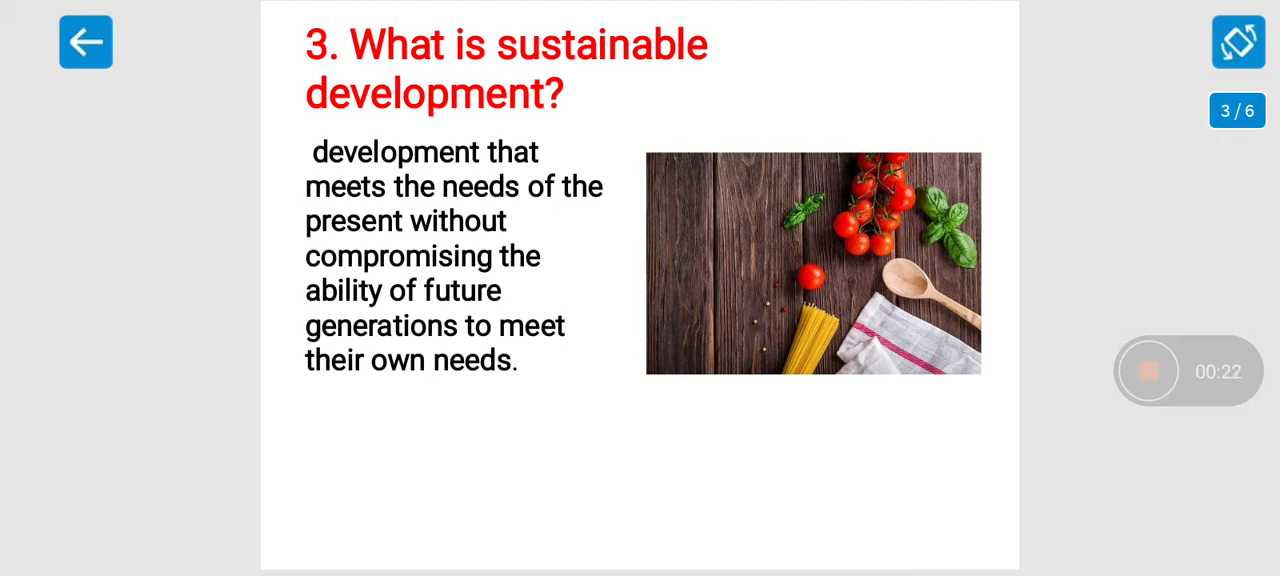 3. What is sustainable
development?
3 / 6
development that
meets the needs of the
present without
compromising the
ability of future
generations to meet
their own needs.
00:22